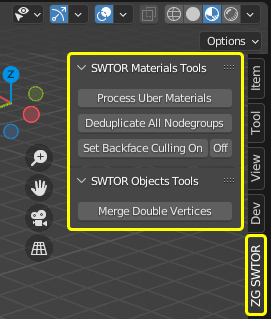 Options
SWTOR Materials Tools
Process Uber Materials
Deduplicate All Nodegroups
Set Backface Culling On
Off
SWTOR Objects Tools
Merge Double Vertices
Item
Tool
View
Dev
ZG SWTOR
Z